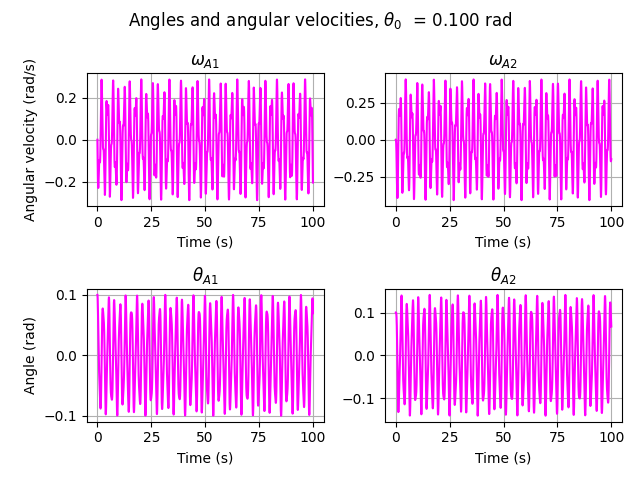 Angles and angular velocities, θ0 = 0.100 rad
ωA1
ωA2
Angular velocity (rad/s)
0.2
0.0
−0.2
0.25
0.00
−0.25
0 25 50 75 100
0 25 50 75 100
Time (s)
Time (s)
θA1
θA2
Angle (rad)
0.1
0.0
−0.1
0.1
0.0
−0.1
0 25 50 75 100
0 25 50 75 100
Time (s)
Time (s)